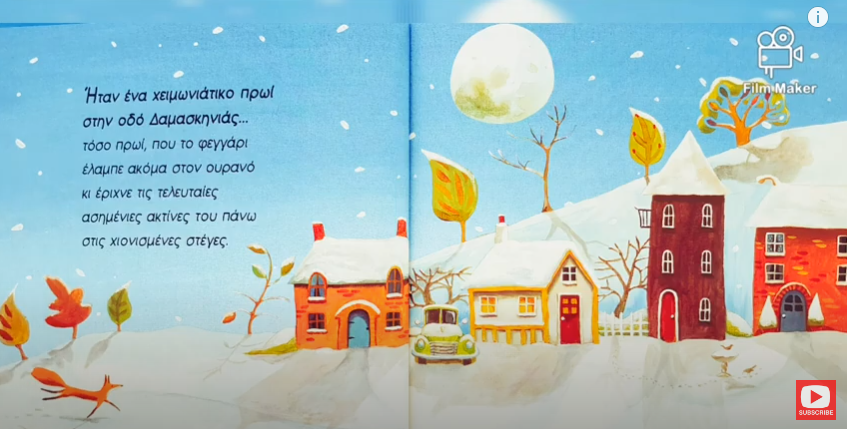 Ήταν ένα χειμωνιάτικο πρωί
στην οδό Δαμασκηνιάς...
τόσο πρωί, που το φεγγάρι
έλαμπε ακόμα στον ουρανό
κι έριχνε τις τελευταίες
ασημένιες ακτίνες του πάνω
στις χιονισμένες στέγες.
Film Maker
SUBSCRIBE